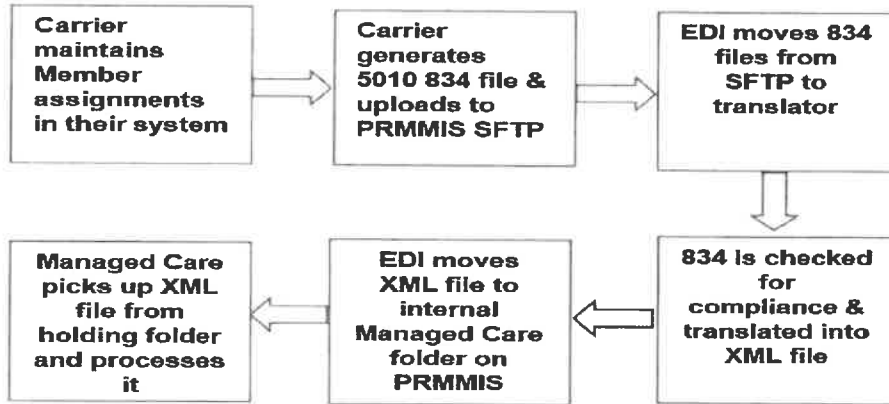 Carrier
maintains
Member
assignments
in their system
Carrier
generates
5010 834 file &
uploads to
PRMMIS SFTP
EDI moves 834
files from
SFTP to
translator
834 is checked
for
compliance &
translated into
XML file
EDI moves
XML file to
internal
Managed Care
folder on
PRMMIS
Managed Care
picks up XML
file from
holding folder
and processes
it